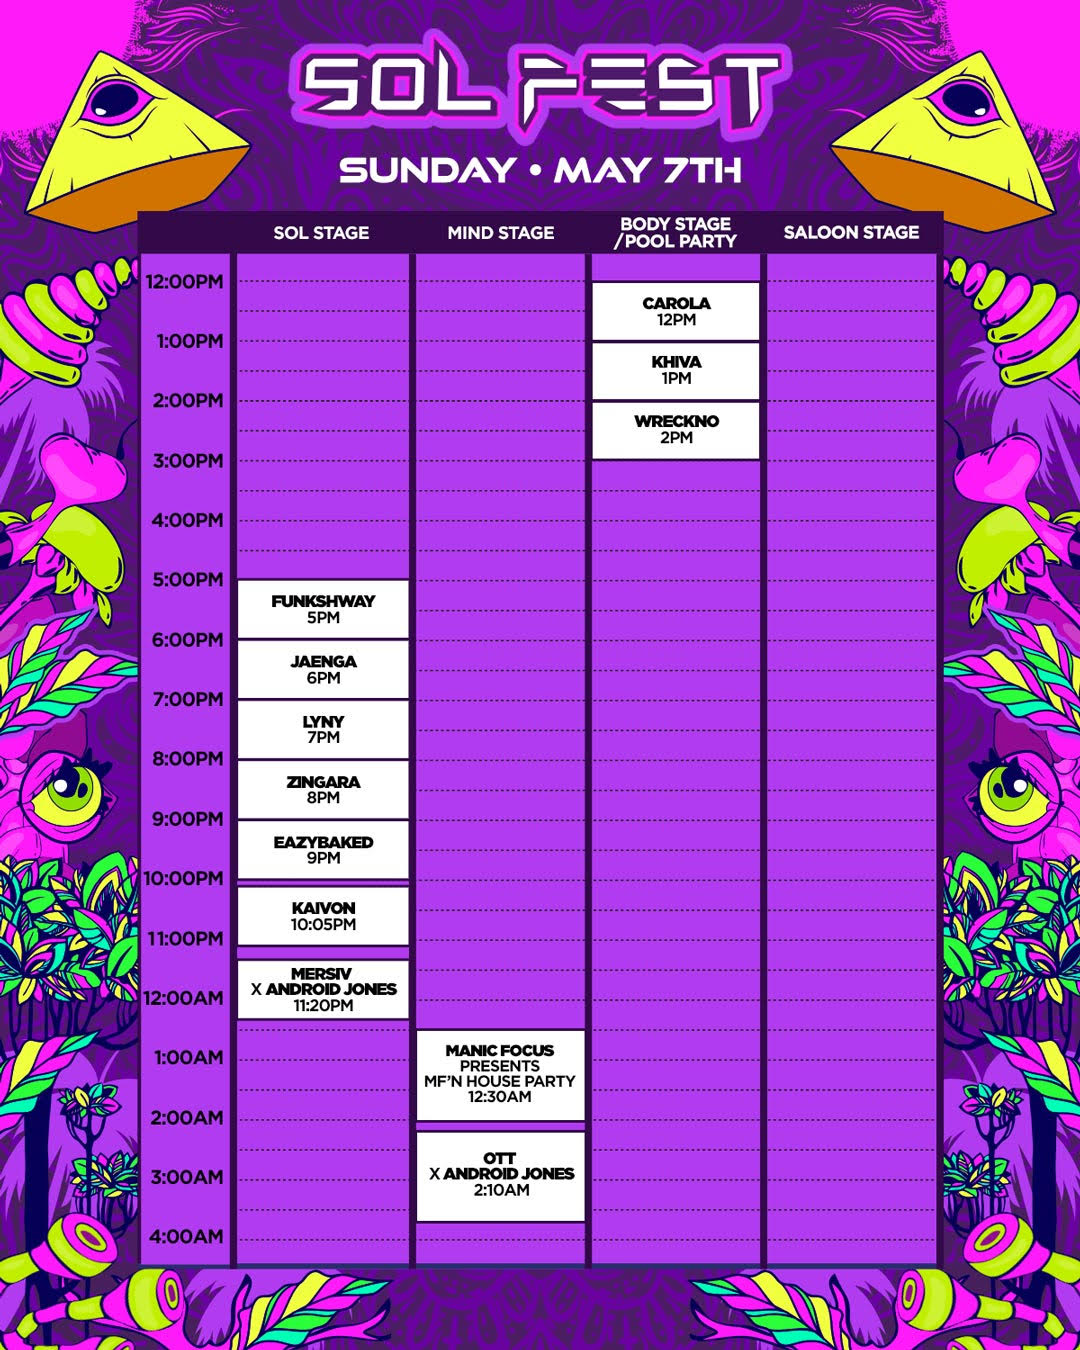 SOL FEST
SUNDAY • MAY 7TH
SOL STAGE
MIND STAGE
BODY STAGE
/POOL PARTY
SALOON STAGE
12:00PM
CAROLA
12PM
1:00PM
KHIVA
1PM
2:00PM
WRECKNO
2PM
3:00PM
4:00PM
5:00PM
FUNKSHWAY
5PM
6:00PM
JAENGA
6PM
7:00PM
LYNY
7PM
8:00PM
ZINGARA
8PM
9:00PM
EAZYBAKED
9PM
10:00PM
KAIVON
10:05PM
11:00PM
MERSIV
X ANDROID JONES
11:20PM
12:00AM
MANIC FOCUS
PRESENTS
MF'N HOUSE PARTY
12:30AM
1:00AM
2:00AM
OTT
X ANDROID JONES
2:10AM
3:00AM
4:00AM